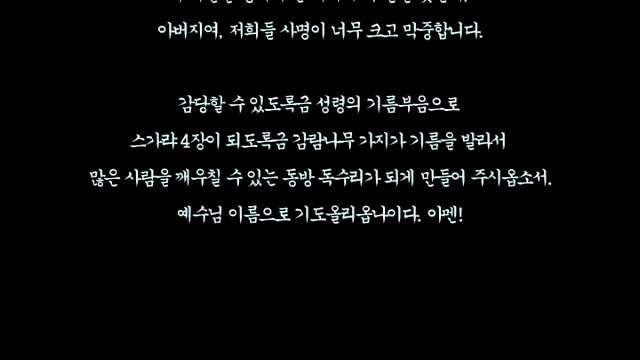 아버지여, 저희들 사명이 너무 크고 막중합니다.
감당할 수 있도록금 성령의 기름부음으로
스가랴 4장이 되도록금 감람나무 가지가 기름을 발라서
많은 사람을 깨우칠 수 있는 동방 독수리가 되게 만들어 주시옵소서.
예수님 이름으로 기도올리옵나이다. 아멘!